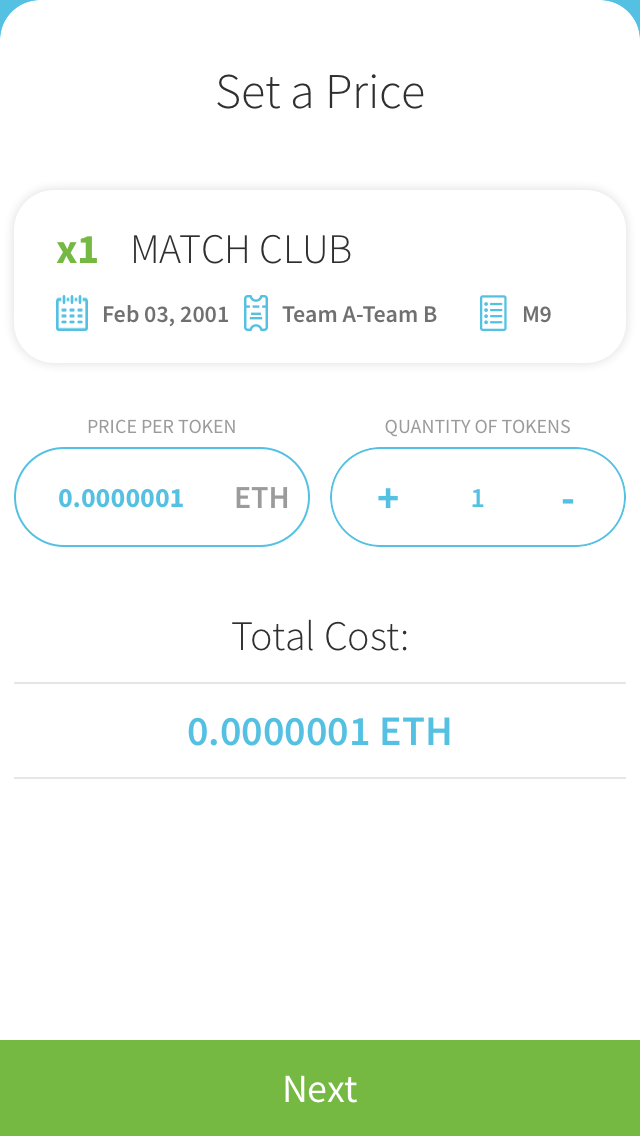 Set a Price
x1 MATCH CLUB
Feb 03, 2001 Team A-Team B M9
PRICE PER TOKEN QUANTITY OF TOKENS
0.0000001 ETH + 1 -
Total Cost:
0.0000001 ETH
Next